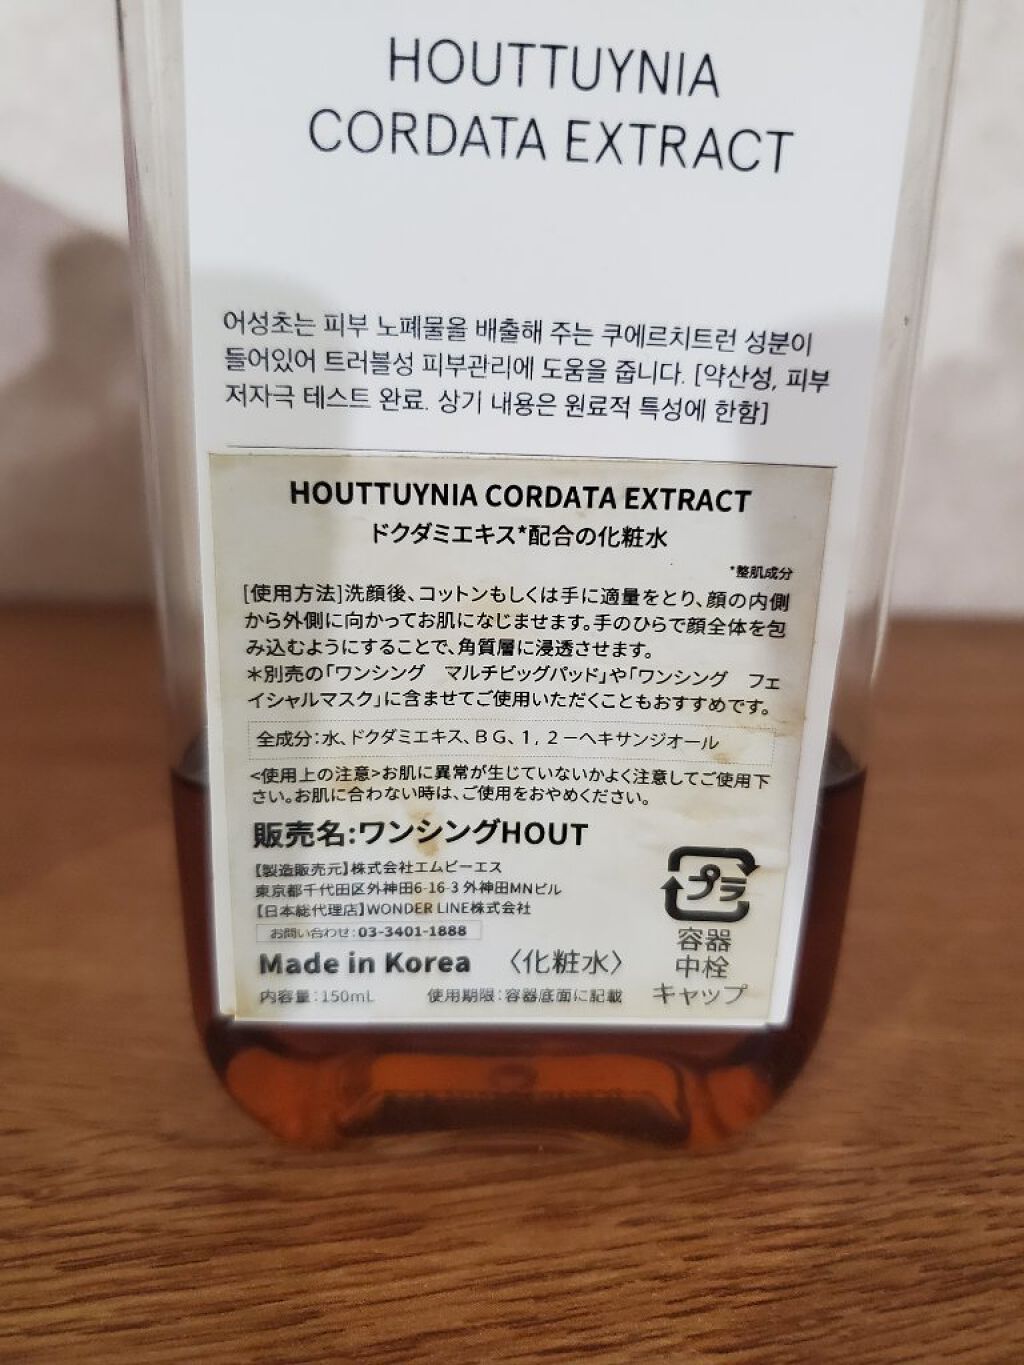 HOUTTUYNIA
CORDATA EXTRACT
어성초는 피부 노폐물을 배출해 주는 쿠에르치트런 성분이
들어있어 트러블성 피부관리에 도움을 줍니다. [약산성, 피부
저자극 테스트 완료. 상기 내용은 원료적 특성에 한함]
HOUTTUYNIA CORDATA EXTRACT
ドクダミエキス*配合の化粧水
*整肌成分
[使用方法]洗顔後、コットンもしくは手に適量をとり、顔の内側
から外側に向かってお肌になじませます。手のひらで顔全体を包
み込むようにすることで、角質層に浸透させます。
＊別売の「ワンシング　マルチビッグパッド」や「ワンシング　フェ
イシャルマスク」に含ませてご使用いただくこともおすすめです。
全成分：水、ドクダミエキス、ＢＧ、１，２－ヘキサンジオール
<使用上の注意>お肌に異常が生じていないかよく注意してご使用下
さい。お肌に合わない時は、ご使用をおやめください。
販売名:ワンシングHOUT
【製造販売元】株式会社エムビーエス
東京都千代田区外神田6-16-3 外神田MNビル
【日本総代理店】WONDER LINE株式会社
お問い合わせ：03-3401-1888
Made in Korea 〈化粧水〉
内容量：150mL 使用期限：容器底面に記載
プラ
容器
中栓
キャップ